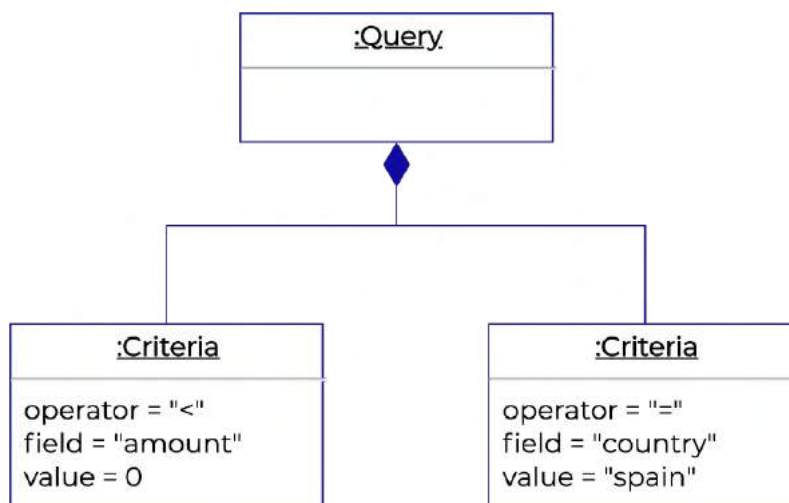 :Query
:Criteria
operator = "<"
field = "amount"
value = 0
:Criteria
operator = "="
field = "country"
value = "spain"